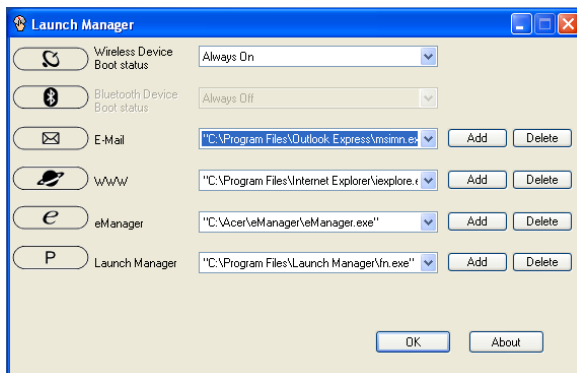 Launch Manager
Wireless Device
Boot status
Always On
Bluetooth Device
Boot status
Always Off
E-Mail
"C:\Program Files\Outlook Express\msimn.ex
Add
Delete
WWW
"C:\Program Files\Internet Explorer\iexplore.e
Add
Delete
e
eManager
"C:\Acer\eManager\eManager.exe"
Add
Delete
P
Launch Manager
"C:\Program Files\Launch Manager\fn.exe"
Add
Delete
OK
About